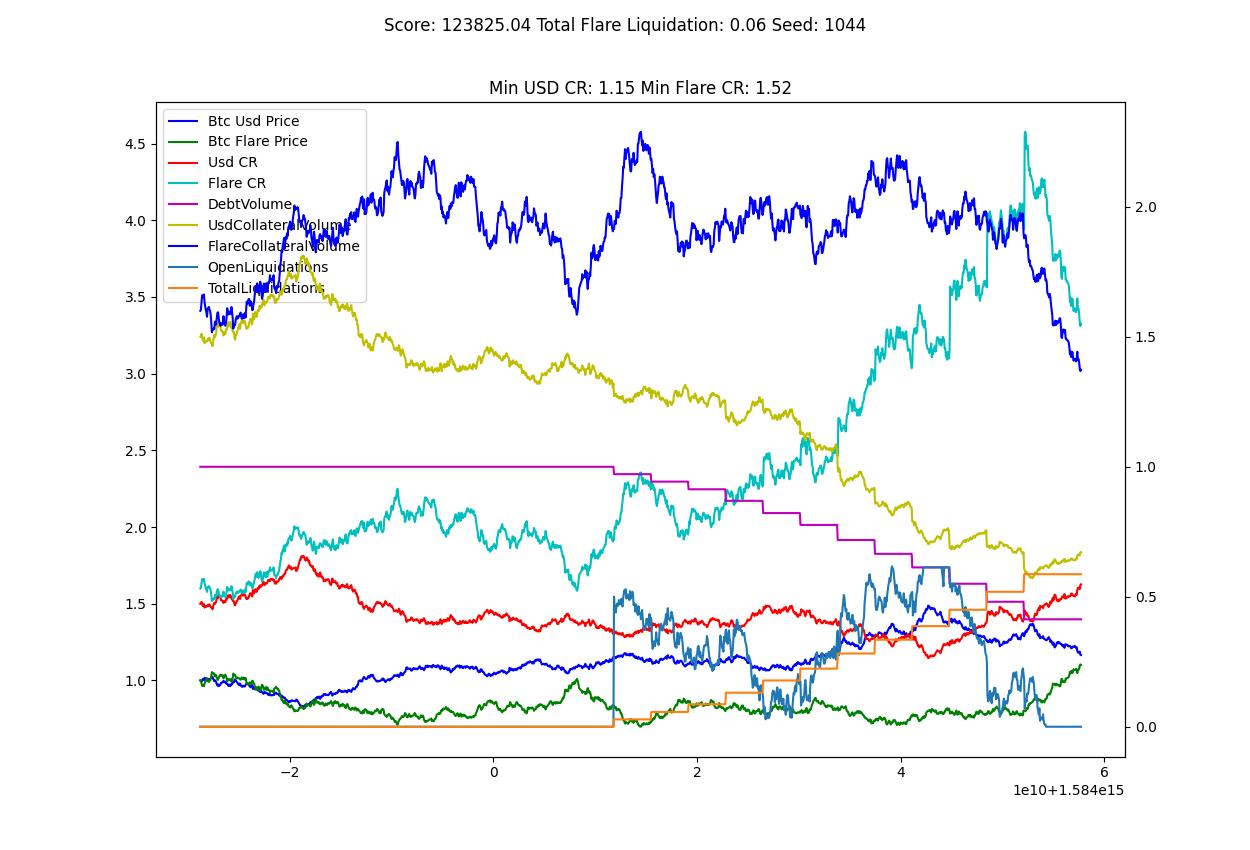 Score: 123825.04 Total Flare Liquidation: 0.06 Seed: 1044
Min USD CR: 1.15 Min Flare CR: 1.52
Btc Usd Price
Btc Flare Price
Usd CR
Flare CR
DebtVolume
UsdCollateralVolume
FlareCollateralVolume
OpenLiquidations
TotalLiquidations
4.5
4.0
3.5
3.0
2.5
2.0
1.5
1.0
2.0
1.5
1.0
0.5
0.0
−2
0
2
4
6
1e10+1.584e15